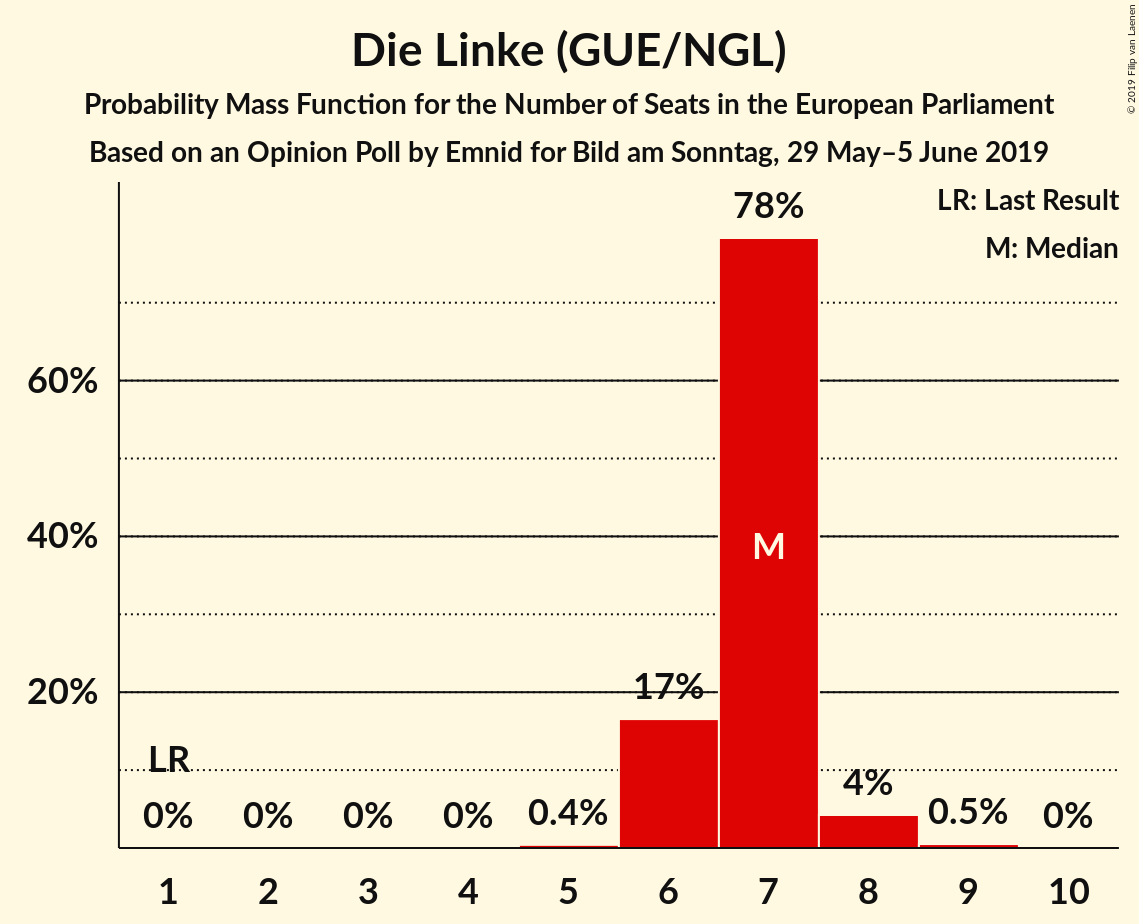 Die Linke (GUE/NGL)
Probability Mass Function for the Number of Seats in the European Parliament
Based on an Opinion Poll by Emnid for Bild am Sonntag, 29 May–5 June 2019
© 2019 Filip van Laenen
LR: Last Result
M: Median
78%
60%
40%
20%
M
17%
LR
0%
0%
0%
0%
0.4%
4%
0.5%
0%
1 2 3 4 5 6 7 8 9 10